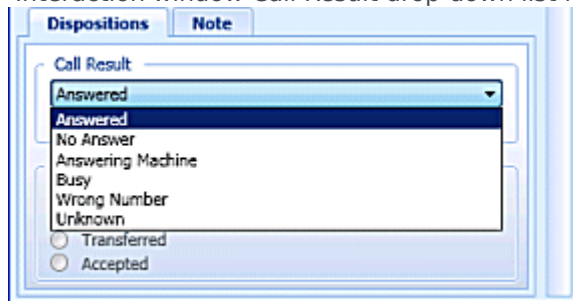 Interaction window Call Result drop-down list
Dispositions Note
Call Result
Answered
Answered
No Answer
Answering Machine
Busy
Wrong Number
Unknown
Transferred
Accepted